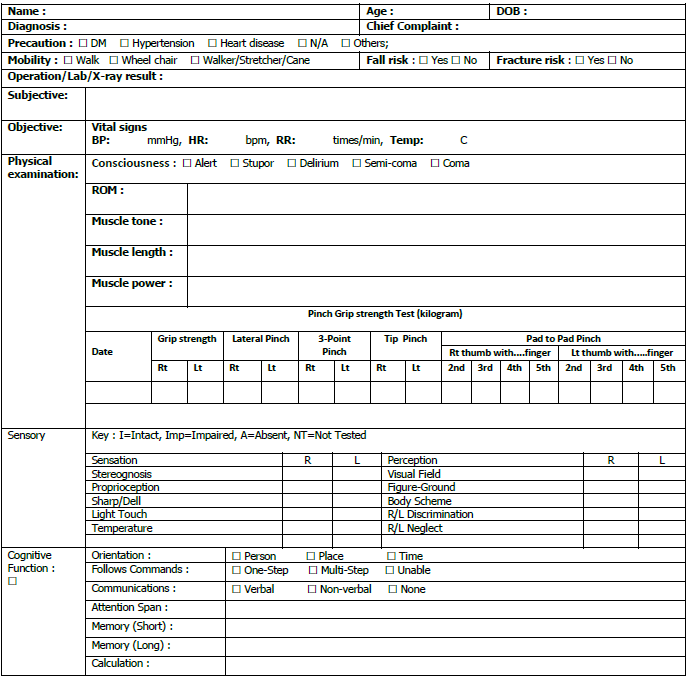 Name : Age : DOB :
Diagnosis : Chief Complaint :
Precaution : ☐ DM ☐ Hypertension ☐ Heart disease ☐ N/A ☐ Others;
Mobility : ☐ Walk ☐ Wheel chair ☐ Walker/Stretcher/Cane Fall risk : ☐ Yes ☐ No Fracture risk : ☐ Yes ☐ No
Operation/Lab/X-ray result :
Subjective:
Objective: Vital signs
BP: mmHg, HR: bpm, RR: times/min, Temp: C
Physical examination: Consciousness : ☐ Alert ☐ Stupor ☐ Delirium ☐ Semi-coma ☐ Coma
ROM :
Muscle tone :
Muscle length :
Muscle power :
Pinch Grip strength Test (kilogram)
Date Grip strength Lateral Pinch 3-Point Pinch Tip Pinch Pad to Pad Pinch
Rt thumb with....finger Lt thumb with.....finger
Rt Lt Rt Lt Rt Lt Rt Lt 2nd 3rd 4th 5th 2nd 3rd 4th 5th
Sensory Key : I=Intact, Imp=Impaired, A=Absent, NT=Not Tested
Sensation R L Perception R L
Stereognosis Visual Field
Proprioception Figure-Ground
Sharp/Dell Body Scheme
Light Touch R/L Discrimination
Temperature R/L Neglect
Cognitive Function : ☐ Orientation : ☐ Person ☐ Place ☐ Time
Follows Commands : ☐ One-Step ☐ Multi-Step ☐ Unable
Communications : ☐ Verbal ☐ Non-verbal ☐ None
Attention Span :
Memory (Short) :
Memory (Long) :
Calculation :